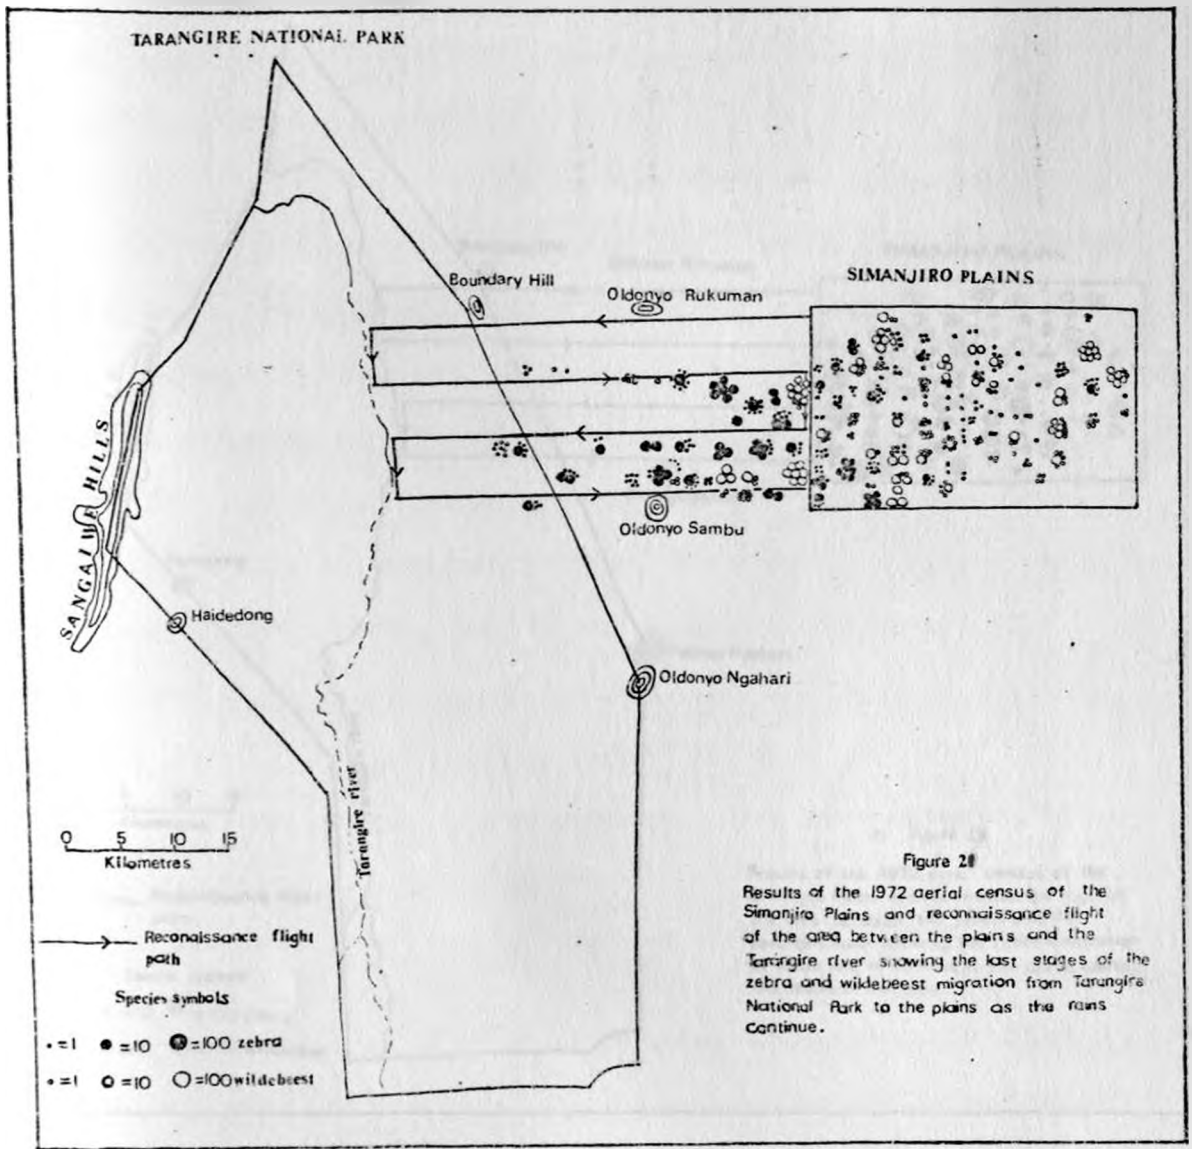 TARANGIRE NATIONAL PARK
SIMANJIRO PLAINS
Boundary Hill
Oldonyo Rukuman
SANGAIWE HILLS
Oldonyo Sambu
Haidedong
Oldonyo Ngahari
Tarangire river
0 5 10 15
Kilometres
Reconaissance flight
path
Species symbols
• =1 ● =10 ● =100 zebra
• =1 ○ =10 ○ =100 wildebeest
Figure 2
Results of the 1972 aerial census of the
Simanjiro Plains and reconnaissance flight
of the area between the plains and the
Tarangire river showing the last stages of the
zebra and wildebeest migration from Tarangire
National Park to the plains as the rains
continue.